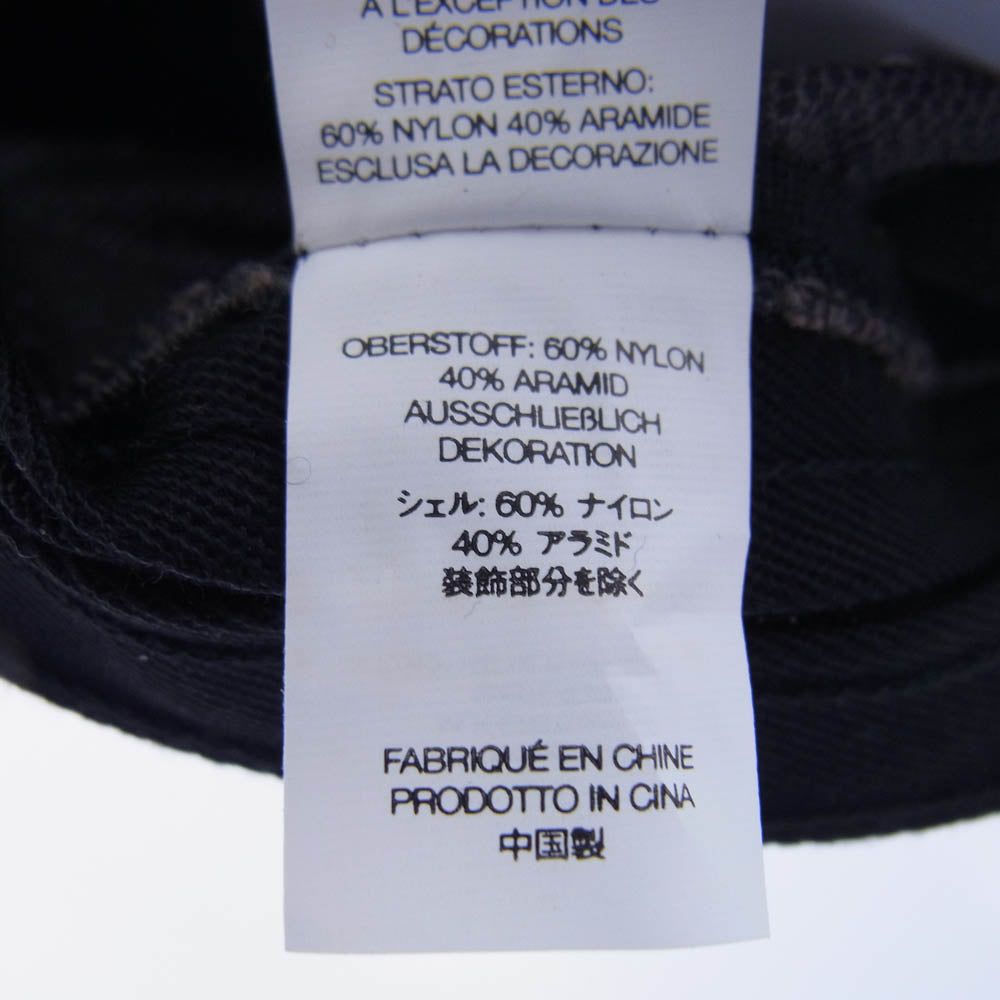 À L'EXCEPTION DES
DÉCORATIONS
STRATO ESTERNO:
60% NYLON 40% ARAMIDE
ESCLUSA LA DECORAZIONE
OBERSTOFF: 60% NYLON
40% ARAMID
AUSSCHLIEßLICH
DEKORATION
シェル: 60% ナイロン
40% アラミド
装飾部分を除く
FABRIQUÉ EN CHINE
PRODOTTO IN CINA
中国製